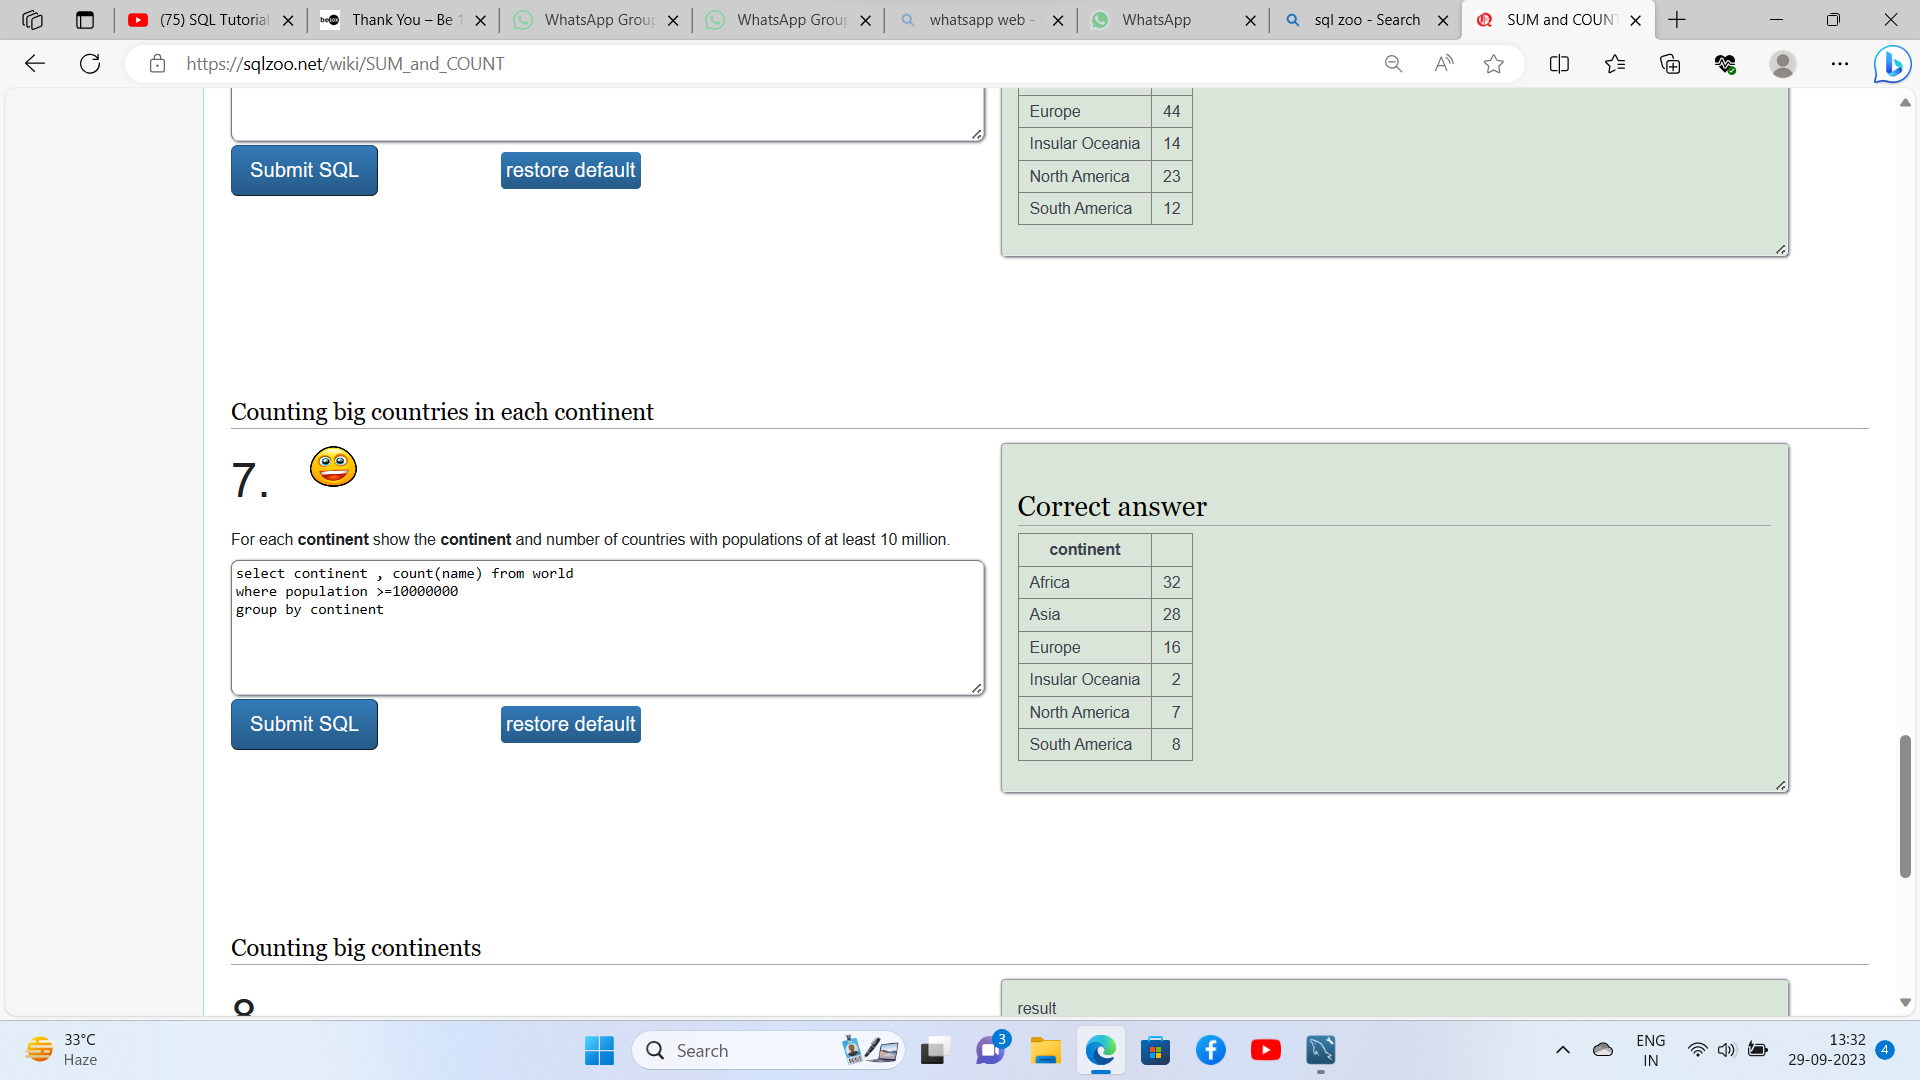 (75) SQL Tutorial
be10x Thank You – Be 1
WhatsApp Grou
WhatsApp Grou
whatsapp web -
WhatsApp
sql zoo - Search
SUM and COUN
https://sqlzoo.net/wiki/SUM_and_COUNT
Europe 44
Insular Oceania 14
North America 23
South America 12
Submit SQL restore default
Counting big countries in each continent
7.
For each continent show the continent and number of countries with populations of at least 10 million.
select continent , count(name) from world
where population >=10000000
group by continent
Submit SQL restore default
Correct answer
continent
Africa 32
Asia 28
Europe 16
Insular Oceania 2
North America 7
South America 8
Counting big continents
8
result
33°C
Haze
Search
3
ENG
IN
13:32
29-09-2023
4